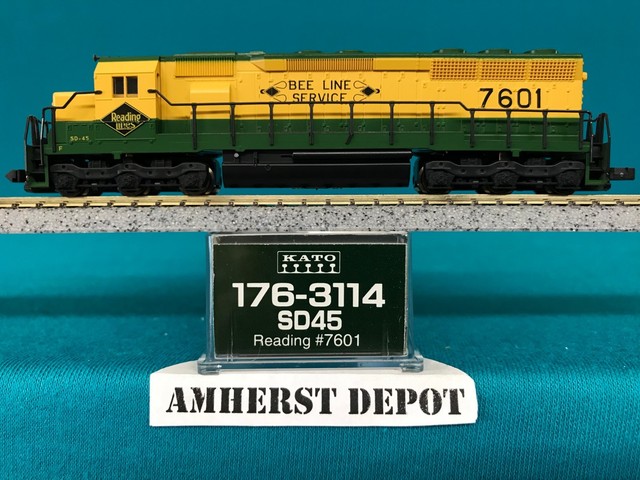 BEE LINE
SERVICE
7601
Reading
Lines
SD-45
F
KATO
176-3114
SD45
Reading #7601
AMHERST DEPOT